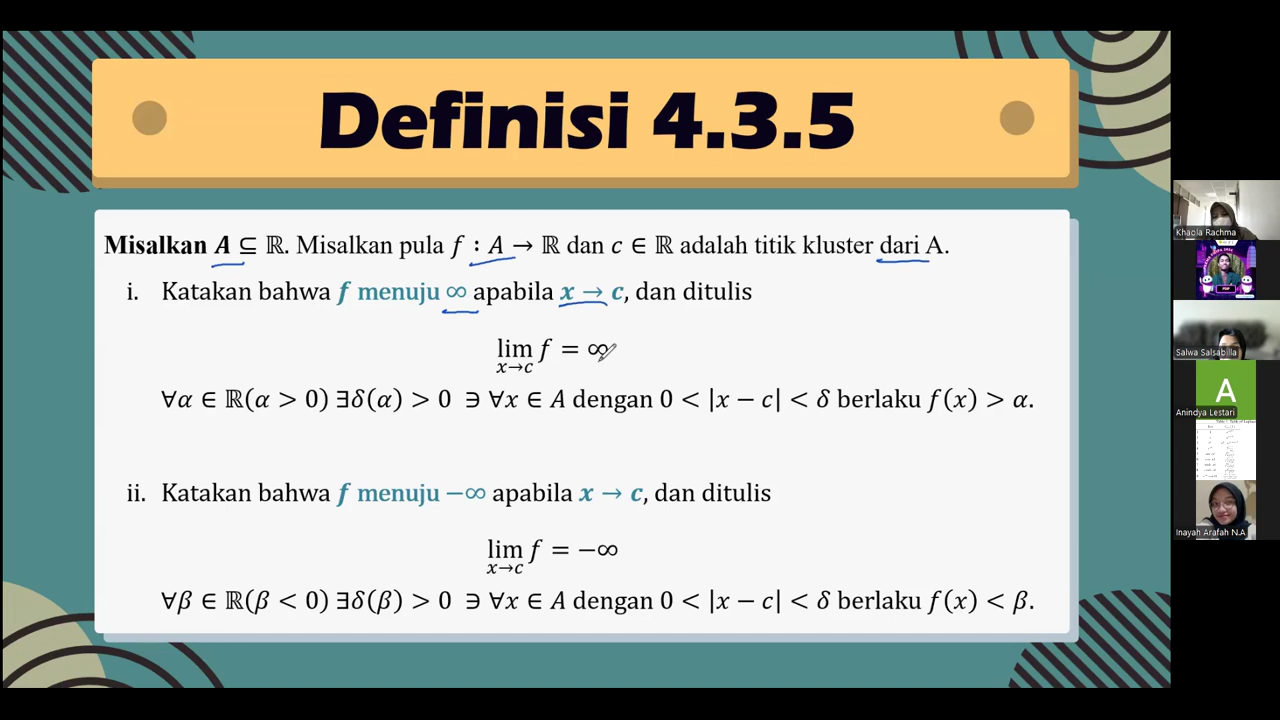 Definisi 4.3.5
Misalkan A ⊆ ℝ. Misalkan pula f : A → ℝ dan c ∈ ℝ adalah titik kluster dari A.
i. Katakan bahwa f menuju ∞ apabila x → c, dan ditulis
lim f = ∞
x→c
∀α ∈ ℝ(α > 0) ∃δ(α) > 0 ∋ ∀x ∈ A dengan 0 < |x − c| < δ berlaku f(x) > α.
ii. Katakan bahwa f menuju −∞ apabila x → c, dan ditulis
lim f = −∞
x→c
∀β ∈ ℝ(β < 0) ∃δ(β) > 0 ∋ ∀x ∈ A dengan 0 < |x − c| < δ berlaku f(x) < β.
Khaola Rachma
Salwa Salsabilla
A
Anindya Lestari
Inayah Arafah N.A